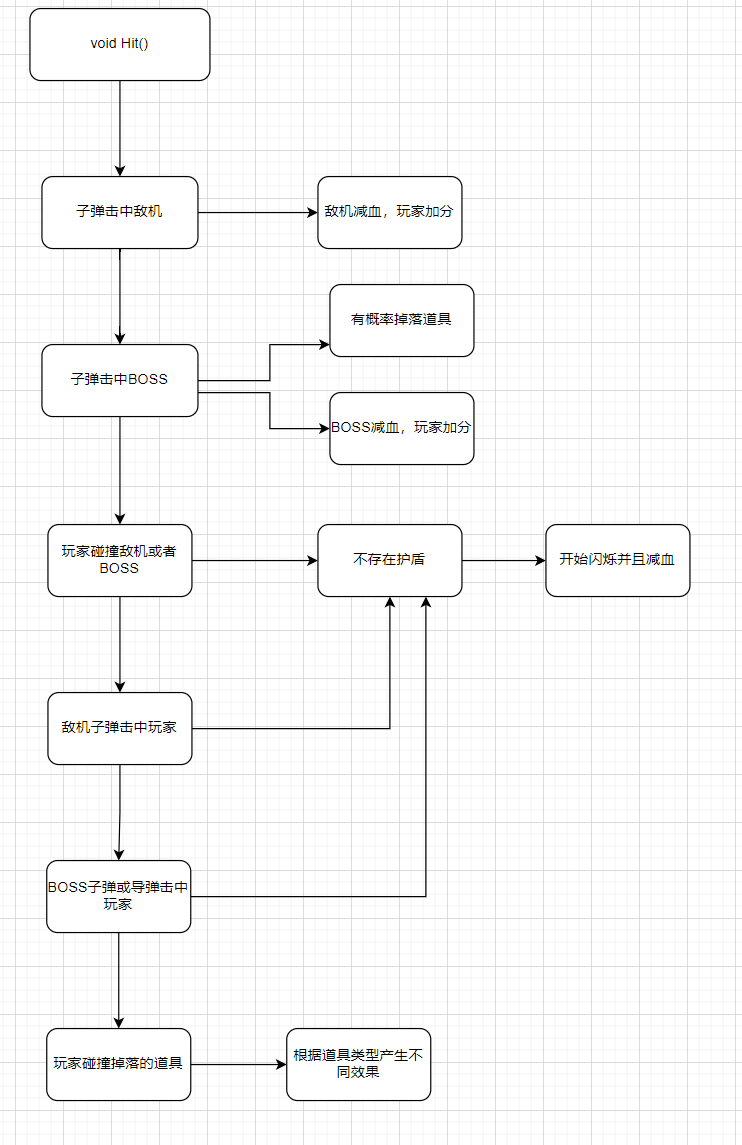 void Hit()
子弹击中敌机
敌机减血，玩家加分
有概率掉落道具
子弹击中BOSS
BOSS减血，玩家加分
玩家碰撞敌机或者
BOSS
不存在护盾
开始闪烁并且减血
敌机子弹击中玩家
BOSS子弹或导弹击中
玩家
玩家碰撞掉落的道具
根据道具类型产生不
同效果